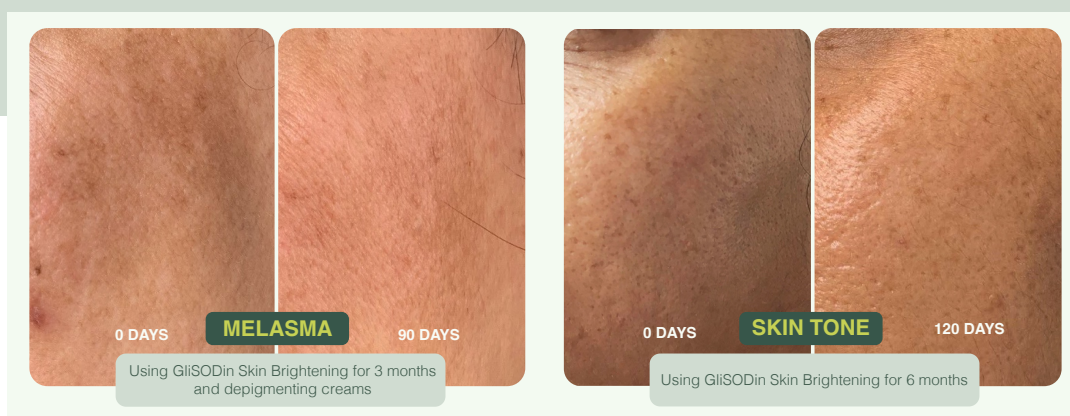 0 DAYS
MELASMA
90 DAYS
Using GliSODin Skin Brightening for 3 months
and depigmenting creams
0 DAYS
SKIN TONE
120 DAYS
Using GliSODin Skin Brightening for 6 months